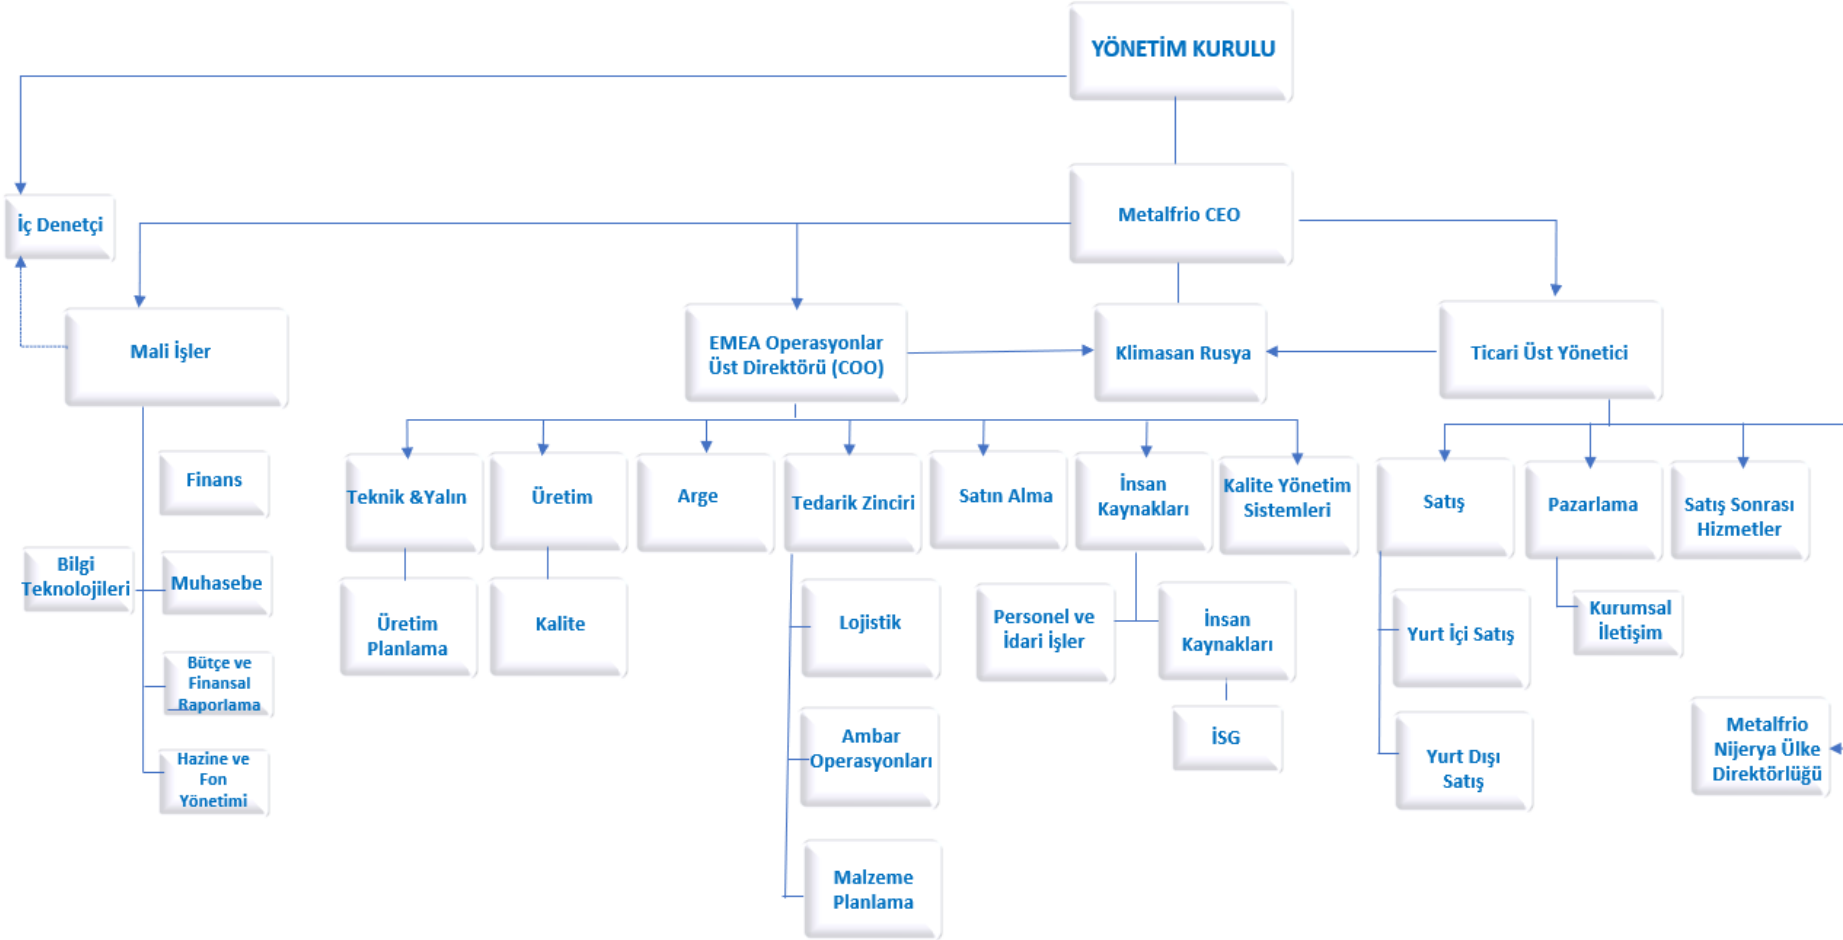 YÖNETİM KURULU
Metalfrio CEO
İç Denetçi
Mali İşler
EMEA Operasyonlar
Üst Direktörü (COO)
Klimasan Rusya
Ticari Üst Yönetici
Finans
Bilgi
Teknolojileri
Muhasebe
Bütçe ve
Finansal
Raporlama
Hazine ve
Fon
Yönetimi
Teknik &Yalın
Üretim
Arge
Tedarik Zinciri
Satın Alma
İnsan
Kaynakları
Kalite Yönetim
Sistemleri
Satış
Pazarlama
Satış Sonrası
Hizmetler
Üretim
Planlama
Kalite
Lojistik
Personel ve
İdari İşler
İnsan
Kaynakları
Yurt İçi Satış
Kurumsal
İletişim
Ambar
Operasyonları
İSG
Yurt Dışı
Satış
Metalfrio
Nijerya Ülke
Direktörlüğü
Malzeme
Planlama